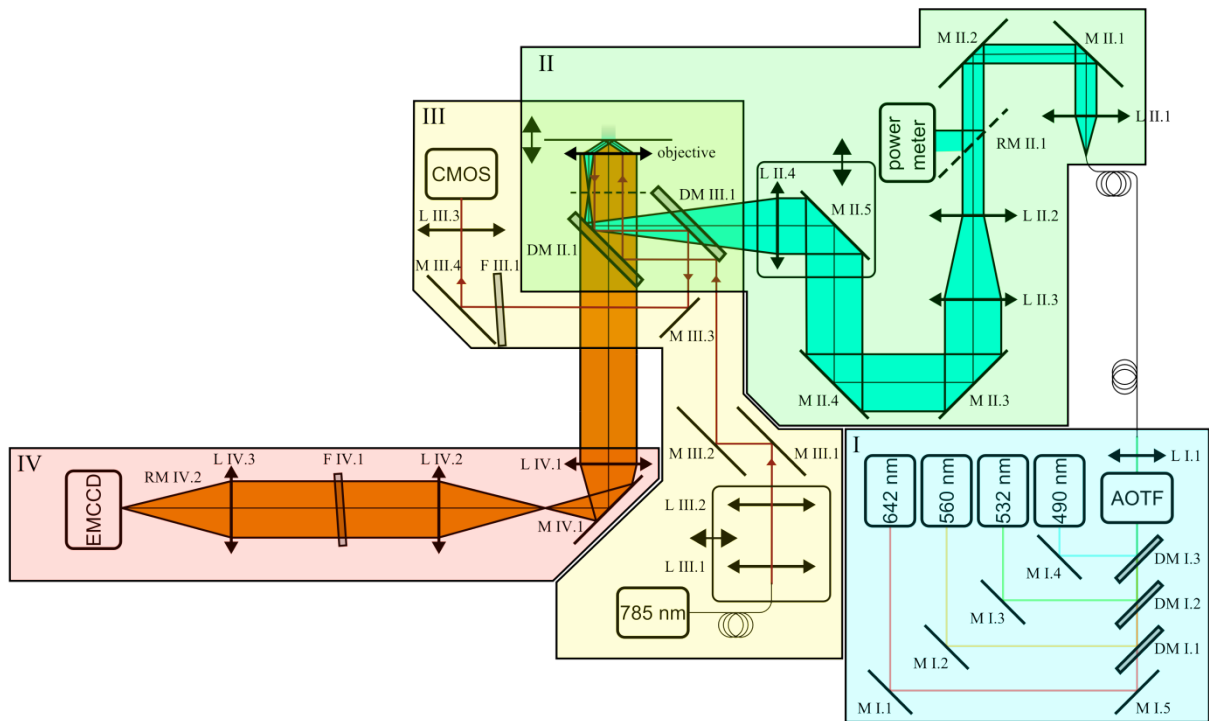 II
M II.2
M II.1
III
power
meter
RM II.1
L II.1
objective
CMOS
L II.4
DM III.1
M II.5
L III.3
L II.2
DM II.1
M III.4
F III.1
L II.3
M III.3
M II.4
M II.3
IV
RM IV.2
L IV.3
F IV.1
L IV.2
L IV.1
M III.2
M III.1
I
L I.1
642 nm
560 nm
532 nm
490 nm
AOTF
EMCCD
M IV.1
L III.2
L III.1
DM I.3
M I.4
785 nm
M I.3
DM I.2
M I.2
DM I.1
M I.1
M I.5